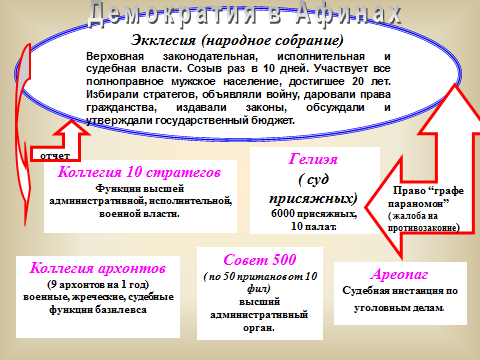 Демократия в Афинах
Экклесия (народное собрание)
Верховная законодательная, исполнительная и
судебная власти. Созыв раз в 10 дней. Участвует все
полноправное мужское население, достигшее 20 лет.
Избирали стратегов, объявляли войну, даровали права
гражданства, издавали законы, обсуждали и
утверждали государственный бюджет.
отчет
Коллегия 10 стратегов
Функции высшей
административной, исполнительной,
военной власти.
Гелиэя
( суд
присяжных)
6000 присяжных,
10 палат.
Право “графе
параномон”
( жалоба на
противозаконие)
Коллегия архонтов
(9 архонтов на 1 год)
военные, жреческие, судебные
функции базилевса
Совет 500
( по 50 пританов от 10
фил)
высший
административный
орган.
Ареопаг
Судебная инстанция по
уголовным делам.